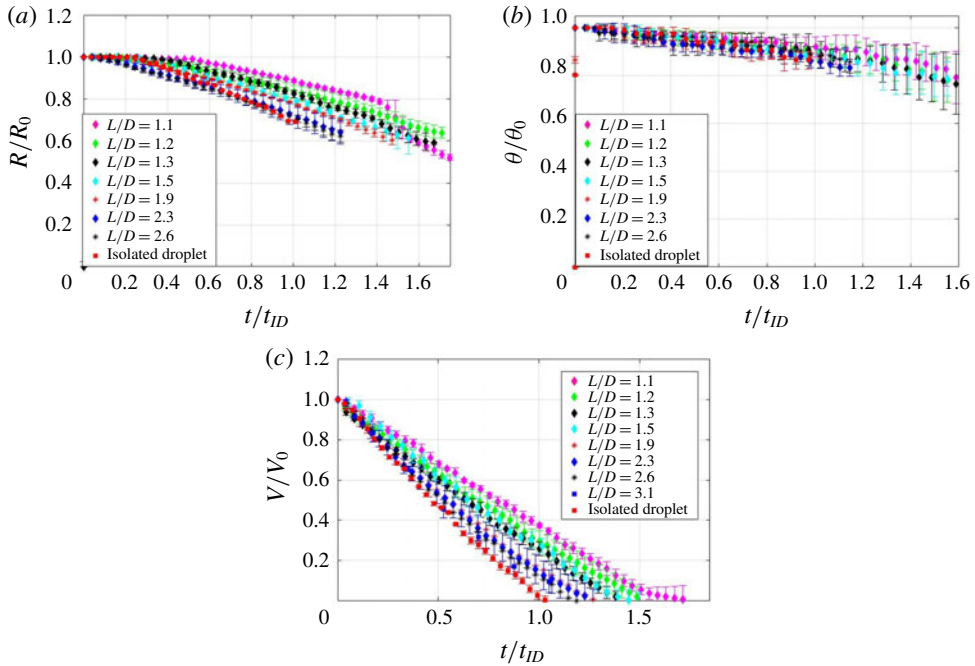 (a)
1.2
1.0
0.8
0.6
0.4
0.2
R/R0
L/D = 1.1
L/D = 1.2
L/D = 1.3
L/D = 1.5
L/D = 1.9
L/D = 2.3
L/D = 2.6
Isolated droplet
0 0.2 0.4 0.6 0.8 1.0 1.2 1.4 1.6
t/tID
(b)
1.0
0.8
0.6
0.4
0.2
θ/θ0
L/D = 1.1
L/D = 1.2
L/D = 1.3
L/D = 1.5
L/D = 1.9
L/D = 2.3
L/D = 2.6
Isolated droplet
0 0.2 0.4 0.6 0.8 1.0 1.2 1.4 1.6
t/tID
(c)
1.2
1.0
0.8
0.6
0.4
0.2
V/V0
L/D = 1.1
L/D = 1.2
L/D = 1.3
L/D = 1.5
L/D = 1.9
L/D = 2.3
L/D = 2.6
L/D = 3.1
Isolated droplet
0 0.5 1.0 1.5
t/tID